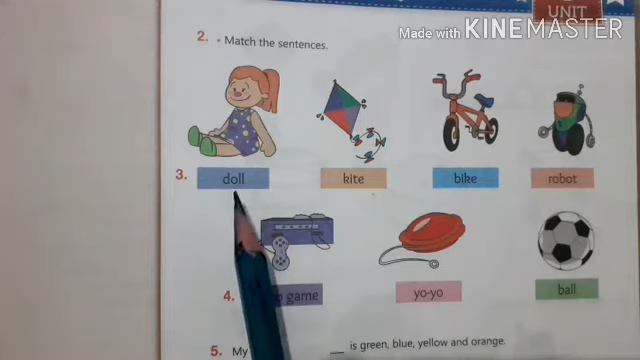 UNIT
Made with KINEMASTER
2. • Match the sentences.
3. doll kite bike robot
4. game yo-yo ball
5. My __ is green, blue, yellow and orange.